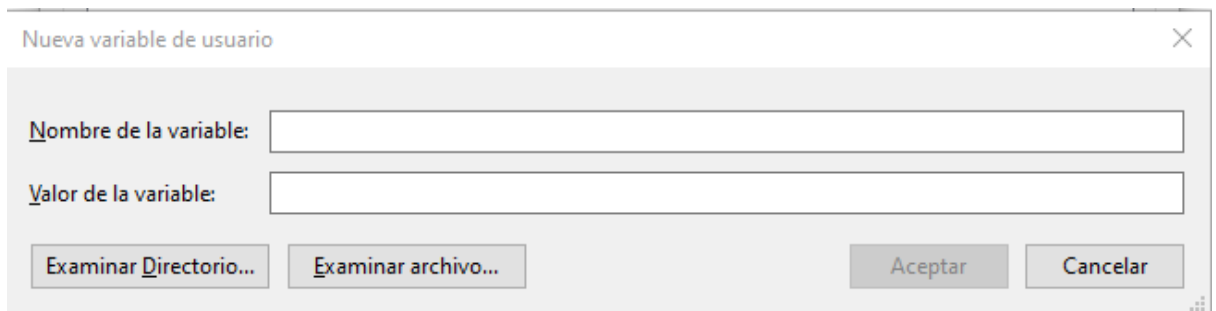 Nueva variable de usuario
Nombre de la variable:
Valor de la variable:
Examinar Directorio... Examinar archivo... Aceptar Cancelar